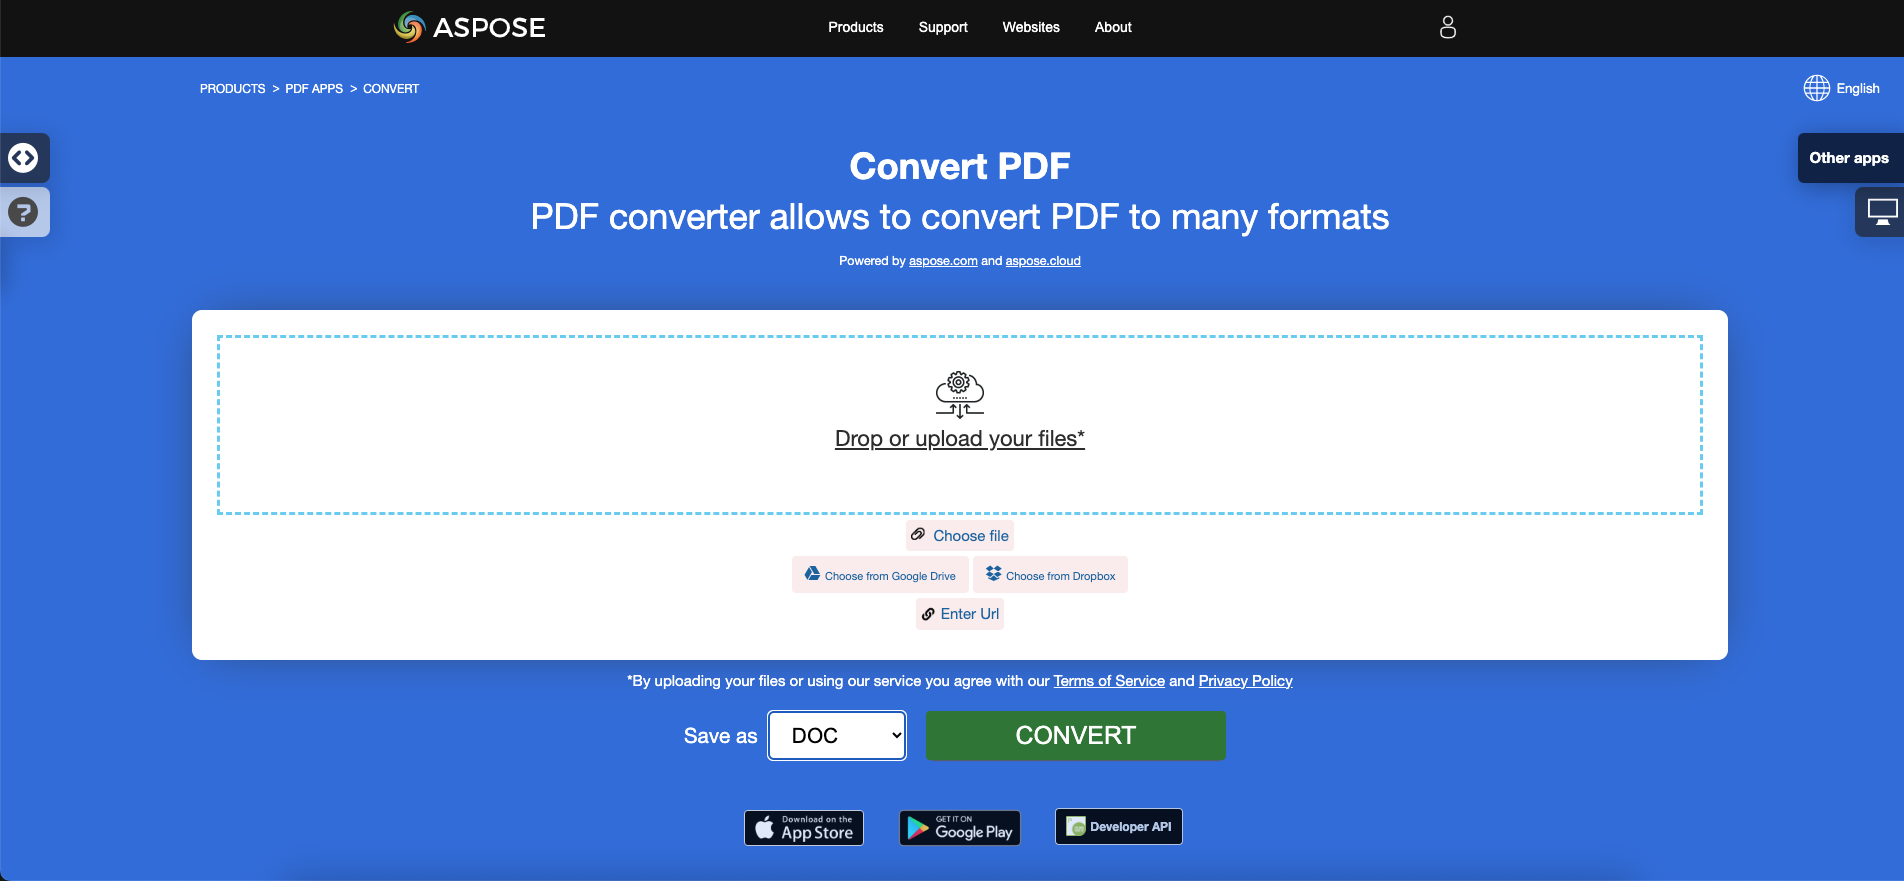 ASPOSE
Products Support Websites About
PRODUCTS > PDF APPS > CONVERT
English
Other apps
Convert PDF
PDF converter allows to convert PDF to many formats
Powered by aspose.com and aspose.cloud
Drop or upload your files*
Choose file
Choose from Google Drive Choose from Dropbox
Enter Url
*By uploading your files or using our service you agree with our Terms of Service and Privacy Policy
Save as DOC CONVERT
Download on the
App Store
GET IT ON
Google Play
Developer API